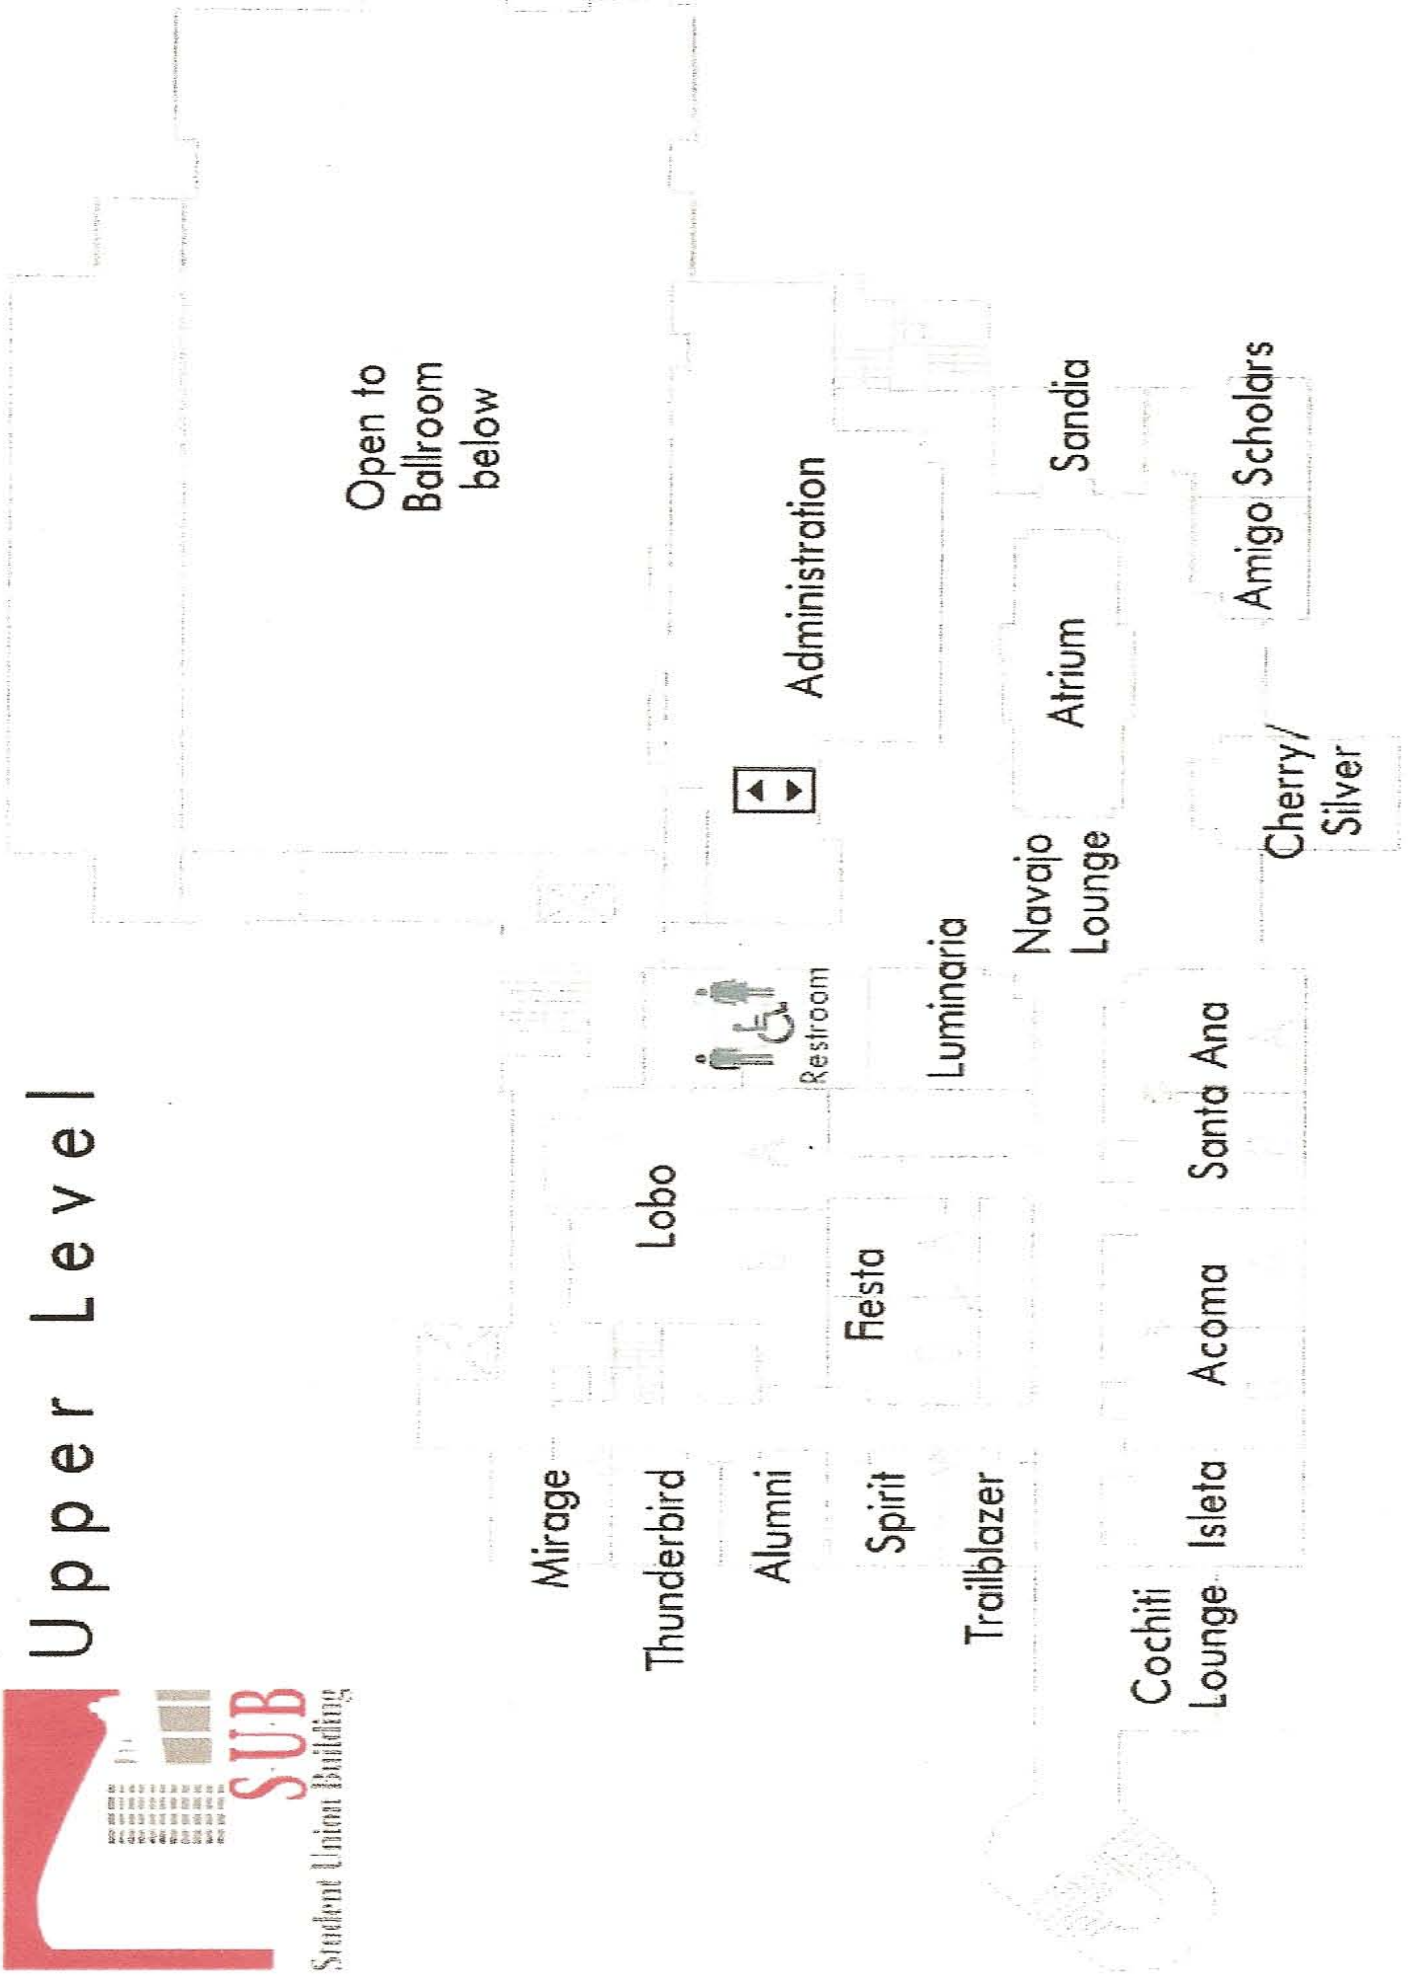 SUB
Student Union Building
Upper Level
Open to
Ballroom
below
Mirage
Thunderbird
Lobo
Alumni
Restroom
Administration
Spirit
Fiesta
Trailblazer
Luminaria
Navajo
Lounge
Atrium
Sandia
Cochiti
Lounge
Isleta
Acoma
Santa Ana
Cherry/
Silver
Amigo Scholars